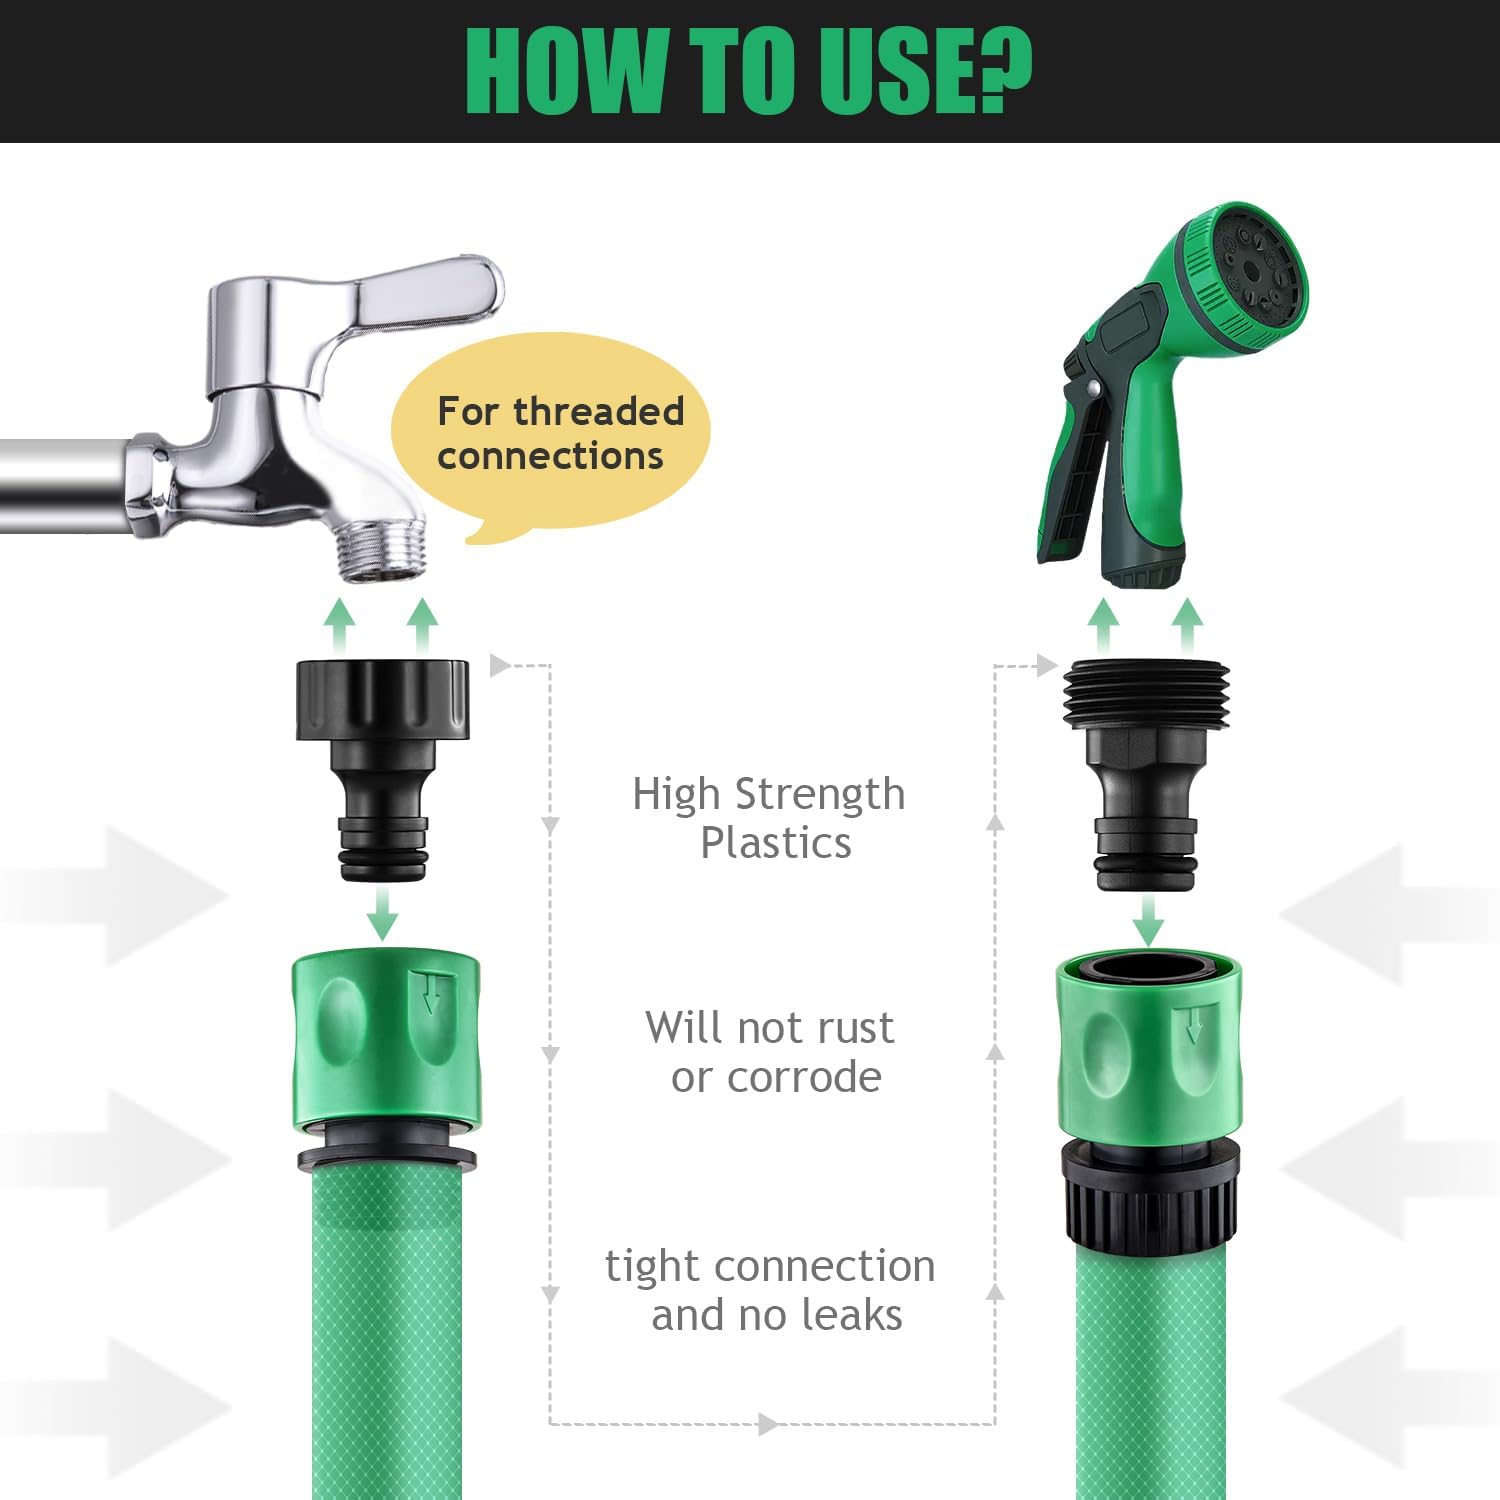 HOW TO USE?
For threaded
connections
High Strength
Plastics
Will not rust
or corrode
tight connection
and no leaks